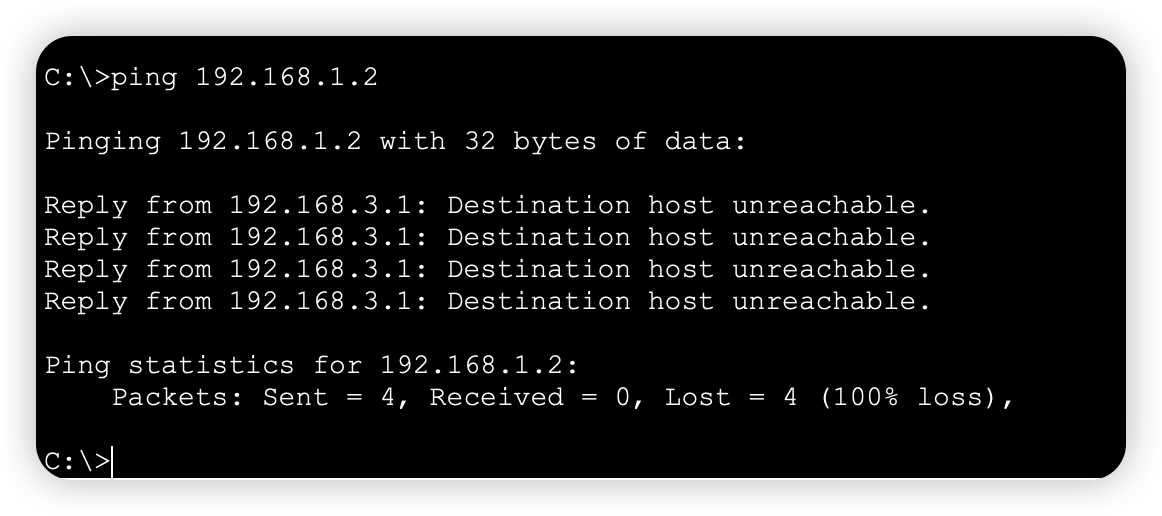 C:\>ping 192.168.1.2
Pinging 192.168.1.2 with 32 bytes of data:
Reply from 192.168.3.1: Destination host unreachable.
Reply from 192.168.3.1: Destination host unreachable.
Reply from 192.168.3.1: Destination host unreachable.
Reply from 192.168.3.1: Destination host unreachable.
Ping statistics for 192.168.1.2:
    Packets: Sent = 4, Received = 0, Lost = 4 (100% loss),
C:\>